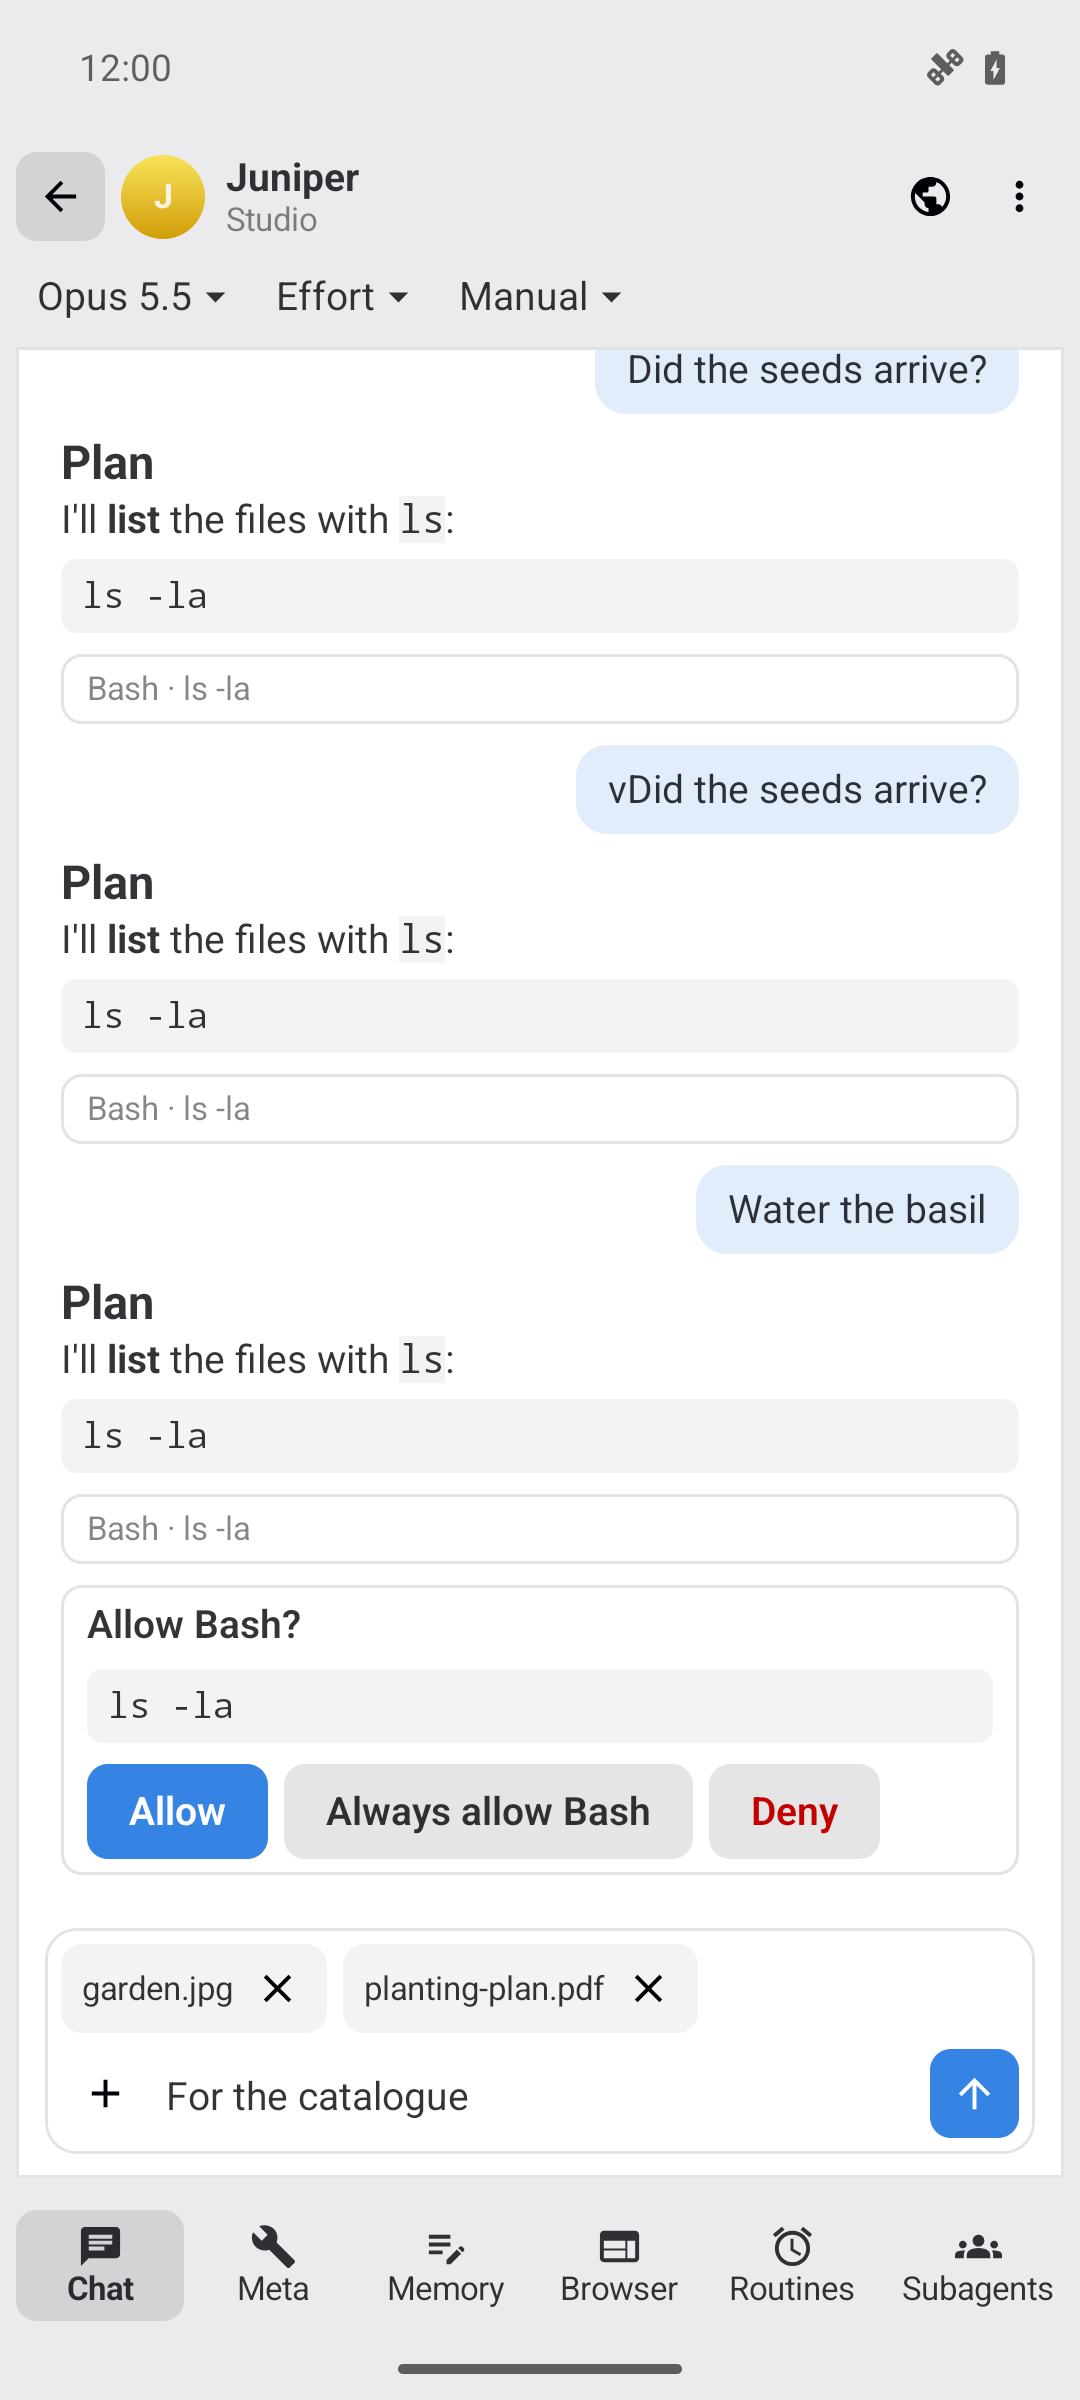 12:00
J
Juniper
Studio
Opus 5.5
Effort
Manual
Did the seeds arrive?
Plan
I'll list the files with ls:
ls -la
Bash · ls -la
vDid the seeds arrive?
Plan
I'll list the files with ls:
ls -la
Bash · ls -la
Water the basil
Plan
I'll list the files with ls:
ls -la
Bash · ls -la
Allow Bash?
ls -la
Allow
Always allow Bash
Deny
garden.jpg
planting-plan.pdf
For the catalogue
Chat
Meta
Memory
Browser
Routines
Subagents